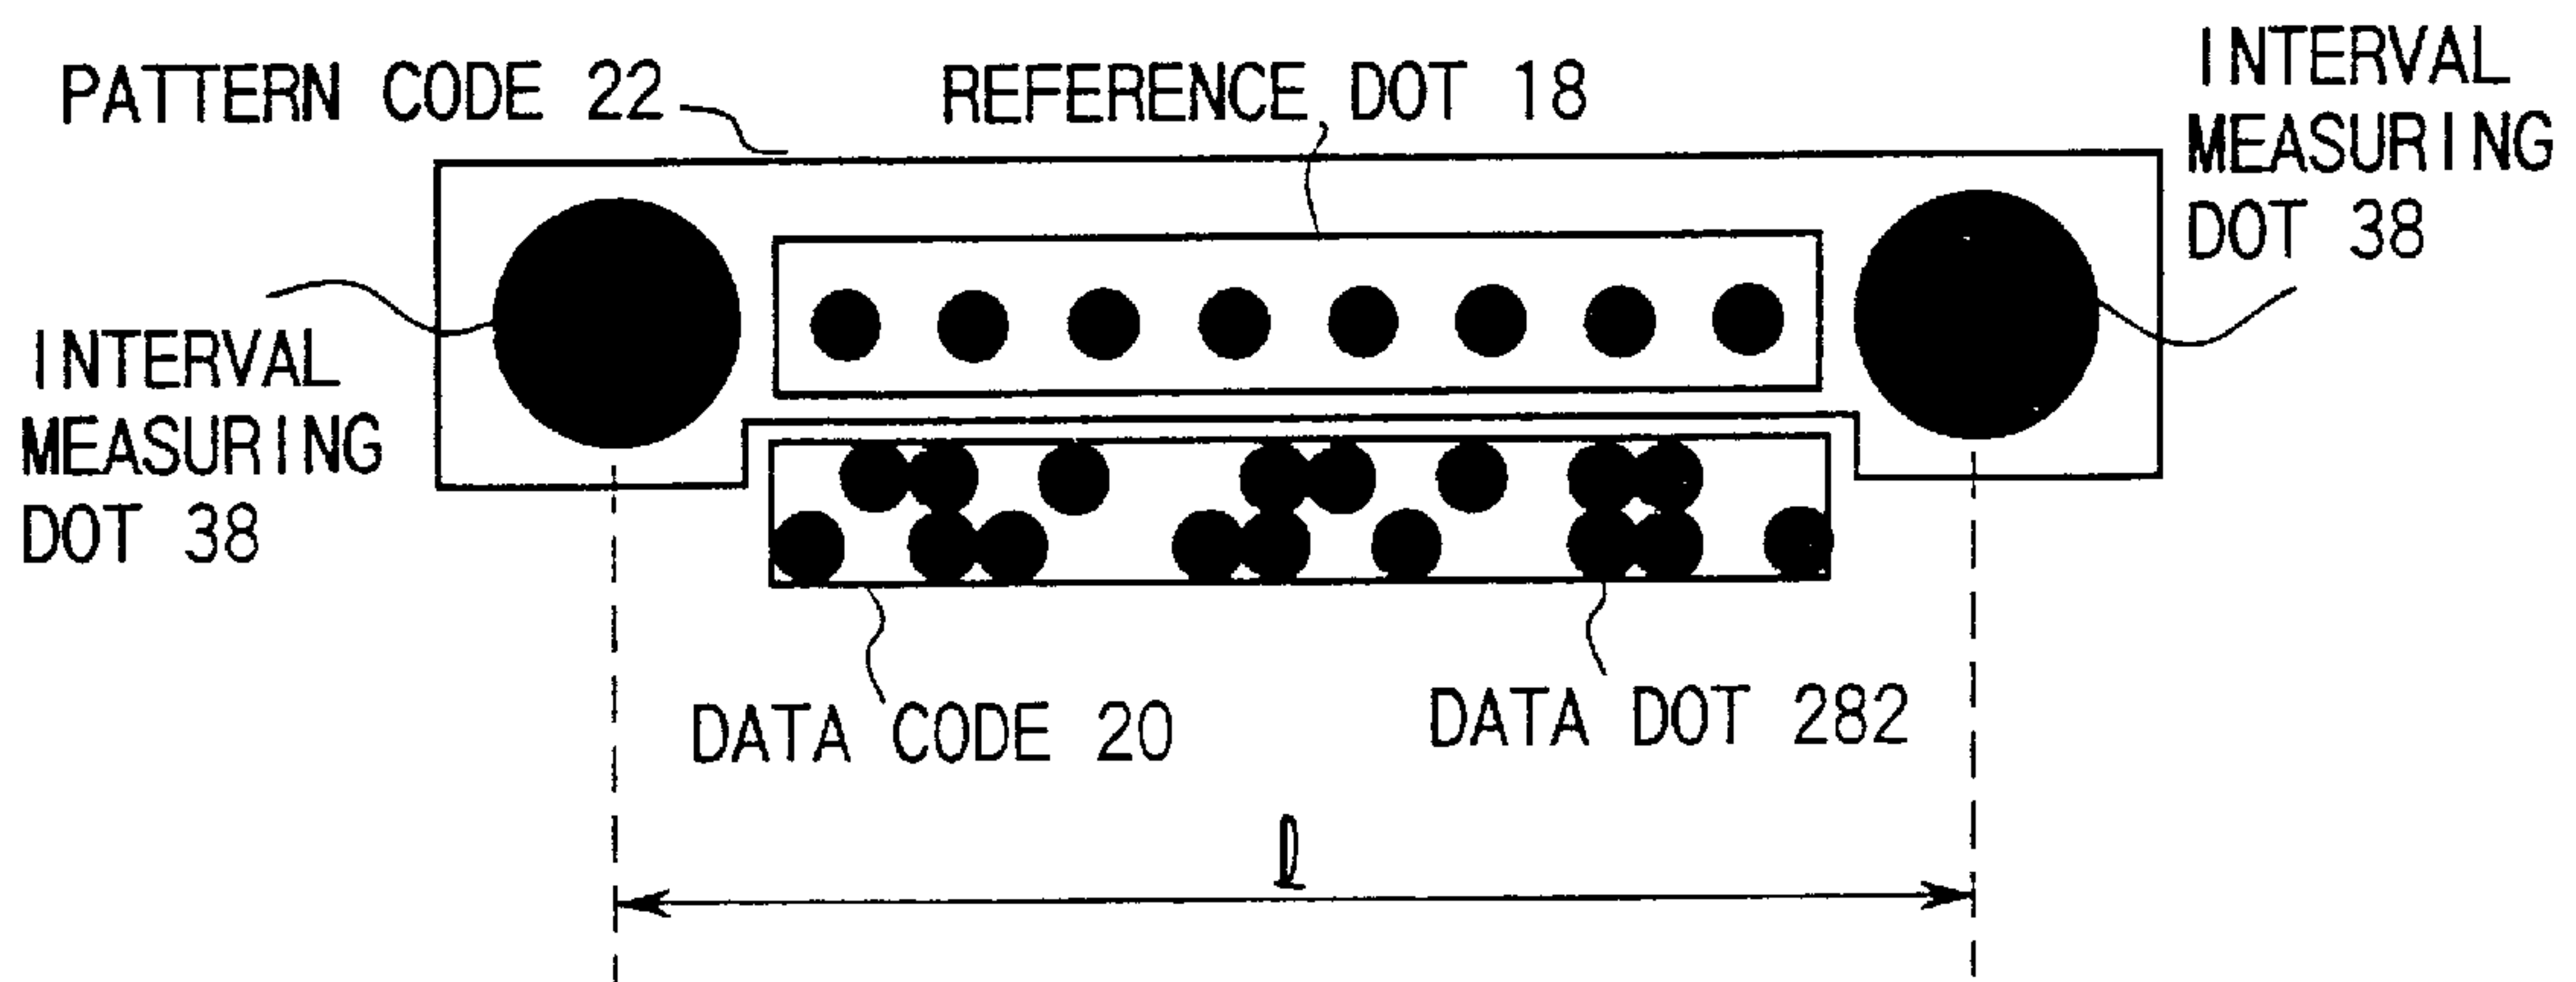 PATTERN CODE 22
REFERENCE DOT 18
INTERVAL
MEASURING
DOT 38
INTERVAL
MEASURING
DOT 38
DATA CODE 20
DATA DOT 282
ℓ